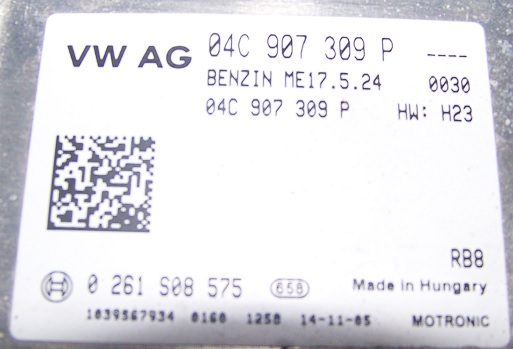 VW AG 04C 907 309 P ----
BENZIN ME17.5.24 0030
04C 907 309 P HW: H23
RB8
0 261 S08 575 658 Made in Hungary
1039567934 0160 1258 14-11-05 MOTRONIC